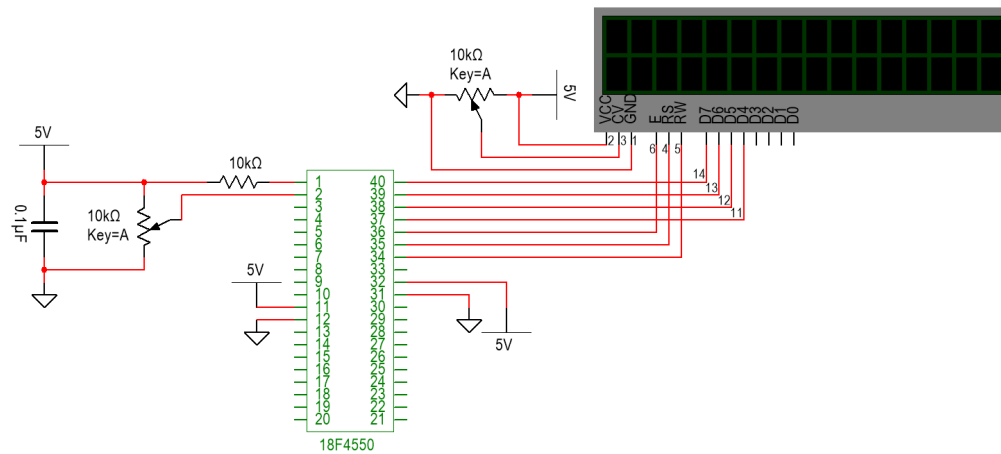 10kΩ
Key=A
5V
VCC
CV
GND
E
RS
RW
D7
D6
D5
D4
D3
D2
D1
D0
2
3
1
6
4
5
14
13
12
11
5V
0.1µF
10kΩ
Key=A
10kΩ
5V
5V
1 40
2 39
3 38
4 37
5 36
6 35
7 34
8 33
9 32
10 31
11 30
12 29
13 28
14 27
15 26
16 25
17 24
18 23
19 22
20 21
18F4550